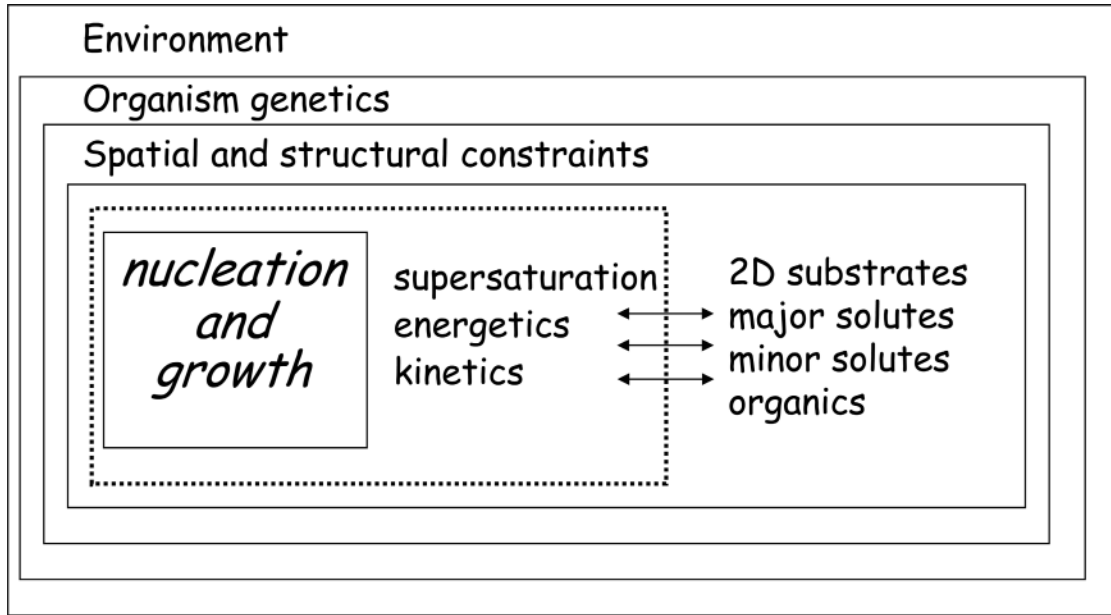 Environment
Organism genetics
Spatial and structural constraints
nucleation
and
growth
supersaturation
energetics
kinetics
2D substrates
major solutes
minor solutes
organics